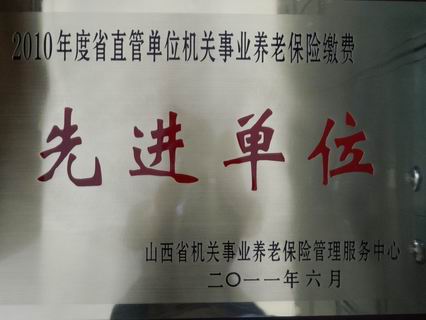 2010年度省直管单位机关事业养老保险缴费
先进单位
山西省机关事业养老保险管理服务中心
二〇一一年六月